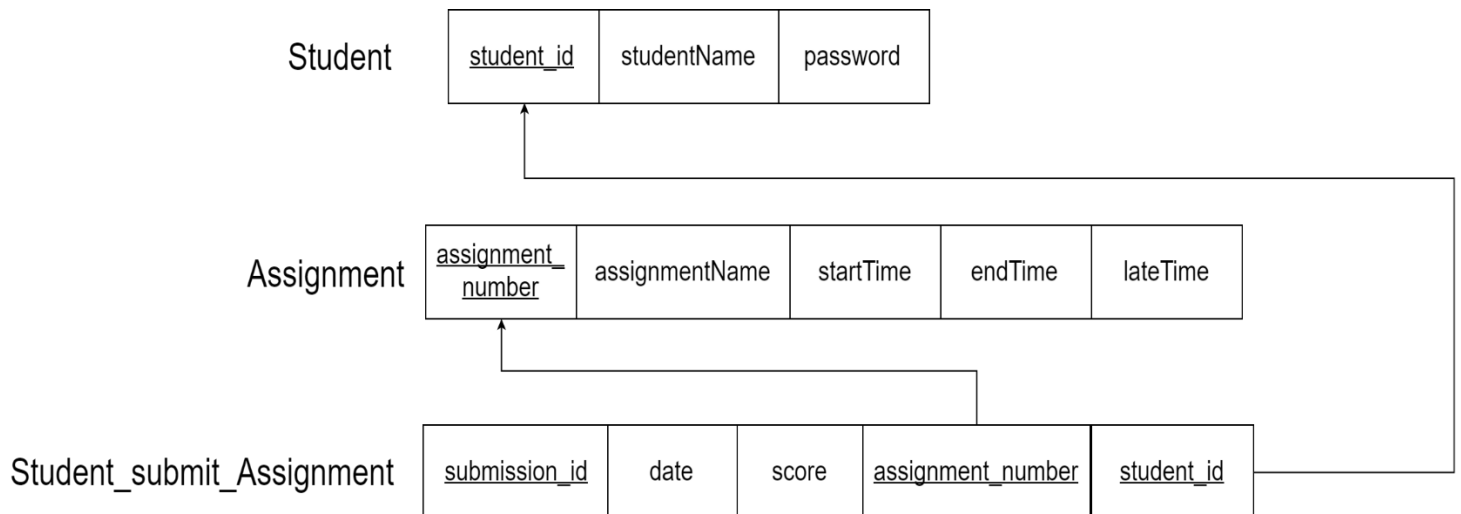 Student student_id studentName password
Assignment assignment_
number assignmentName startTime endTime lateTime
Student_submit_Assignment submission_id date score assignment_number student_id